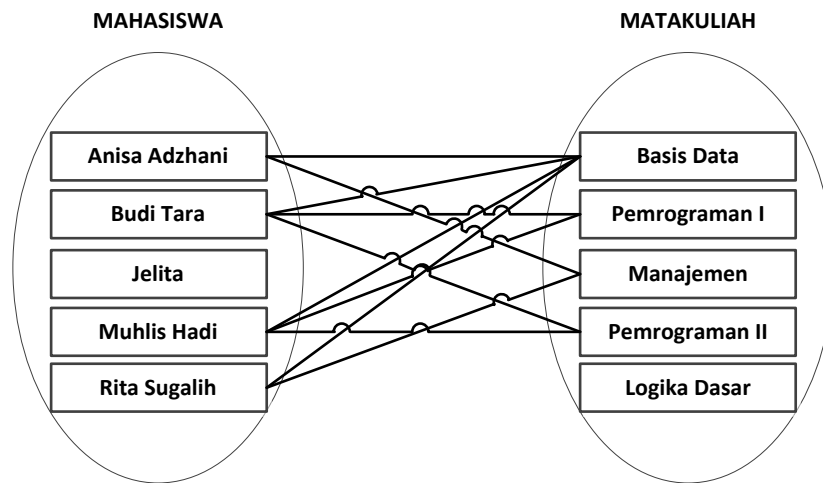 MAHASISWA
MATAKULIAH
Anisa Adzhani
Basis Data
Budi Tara
Pemrograman I
Jelita
Manajemen
Muhlis Hadi
Pemrograman II
Rita Sugalih
Logika Dasar